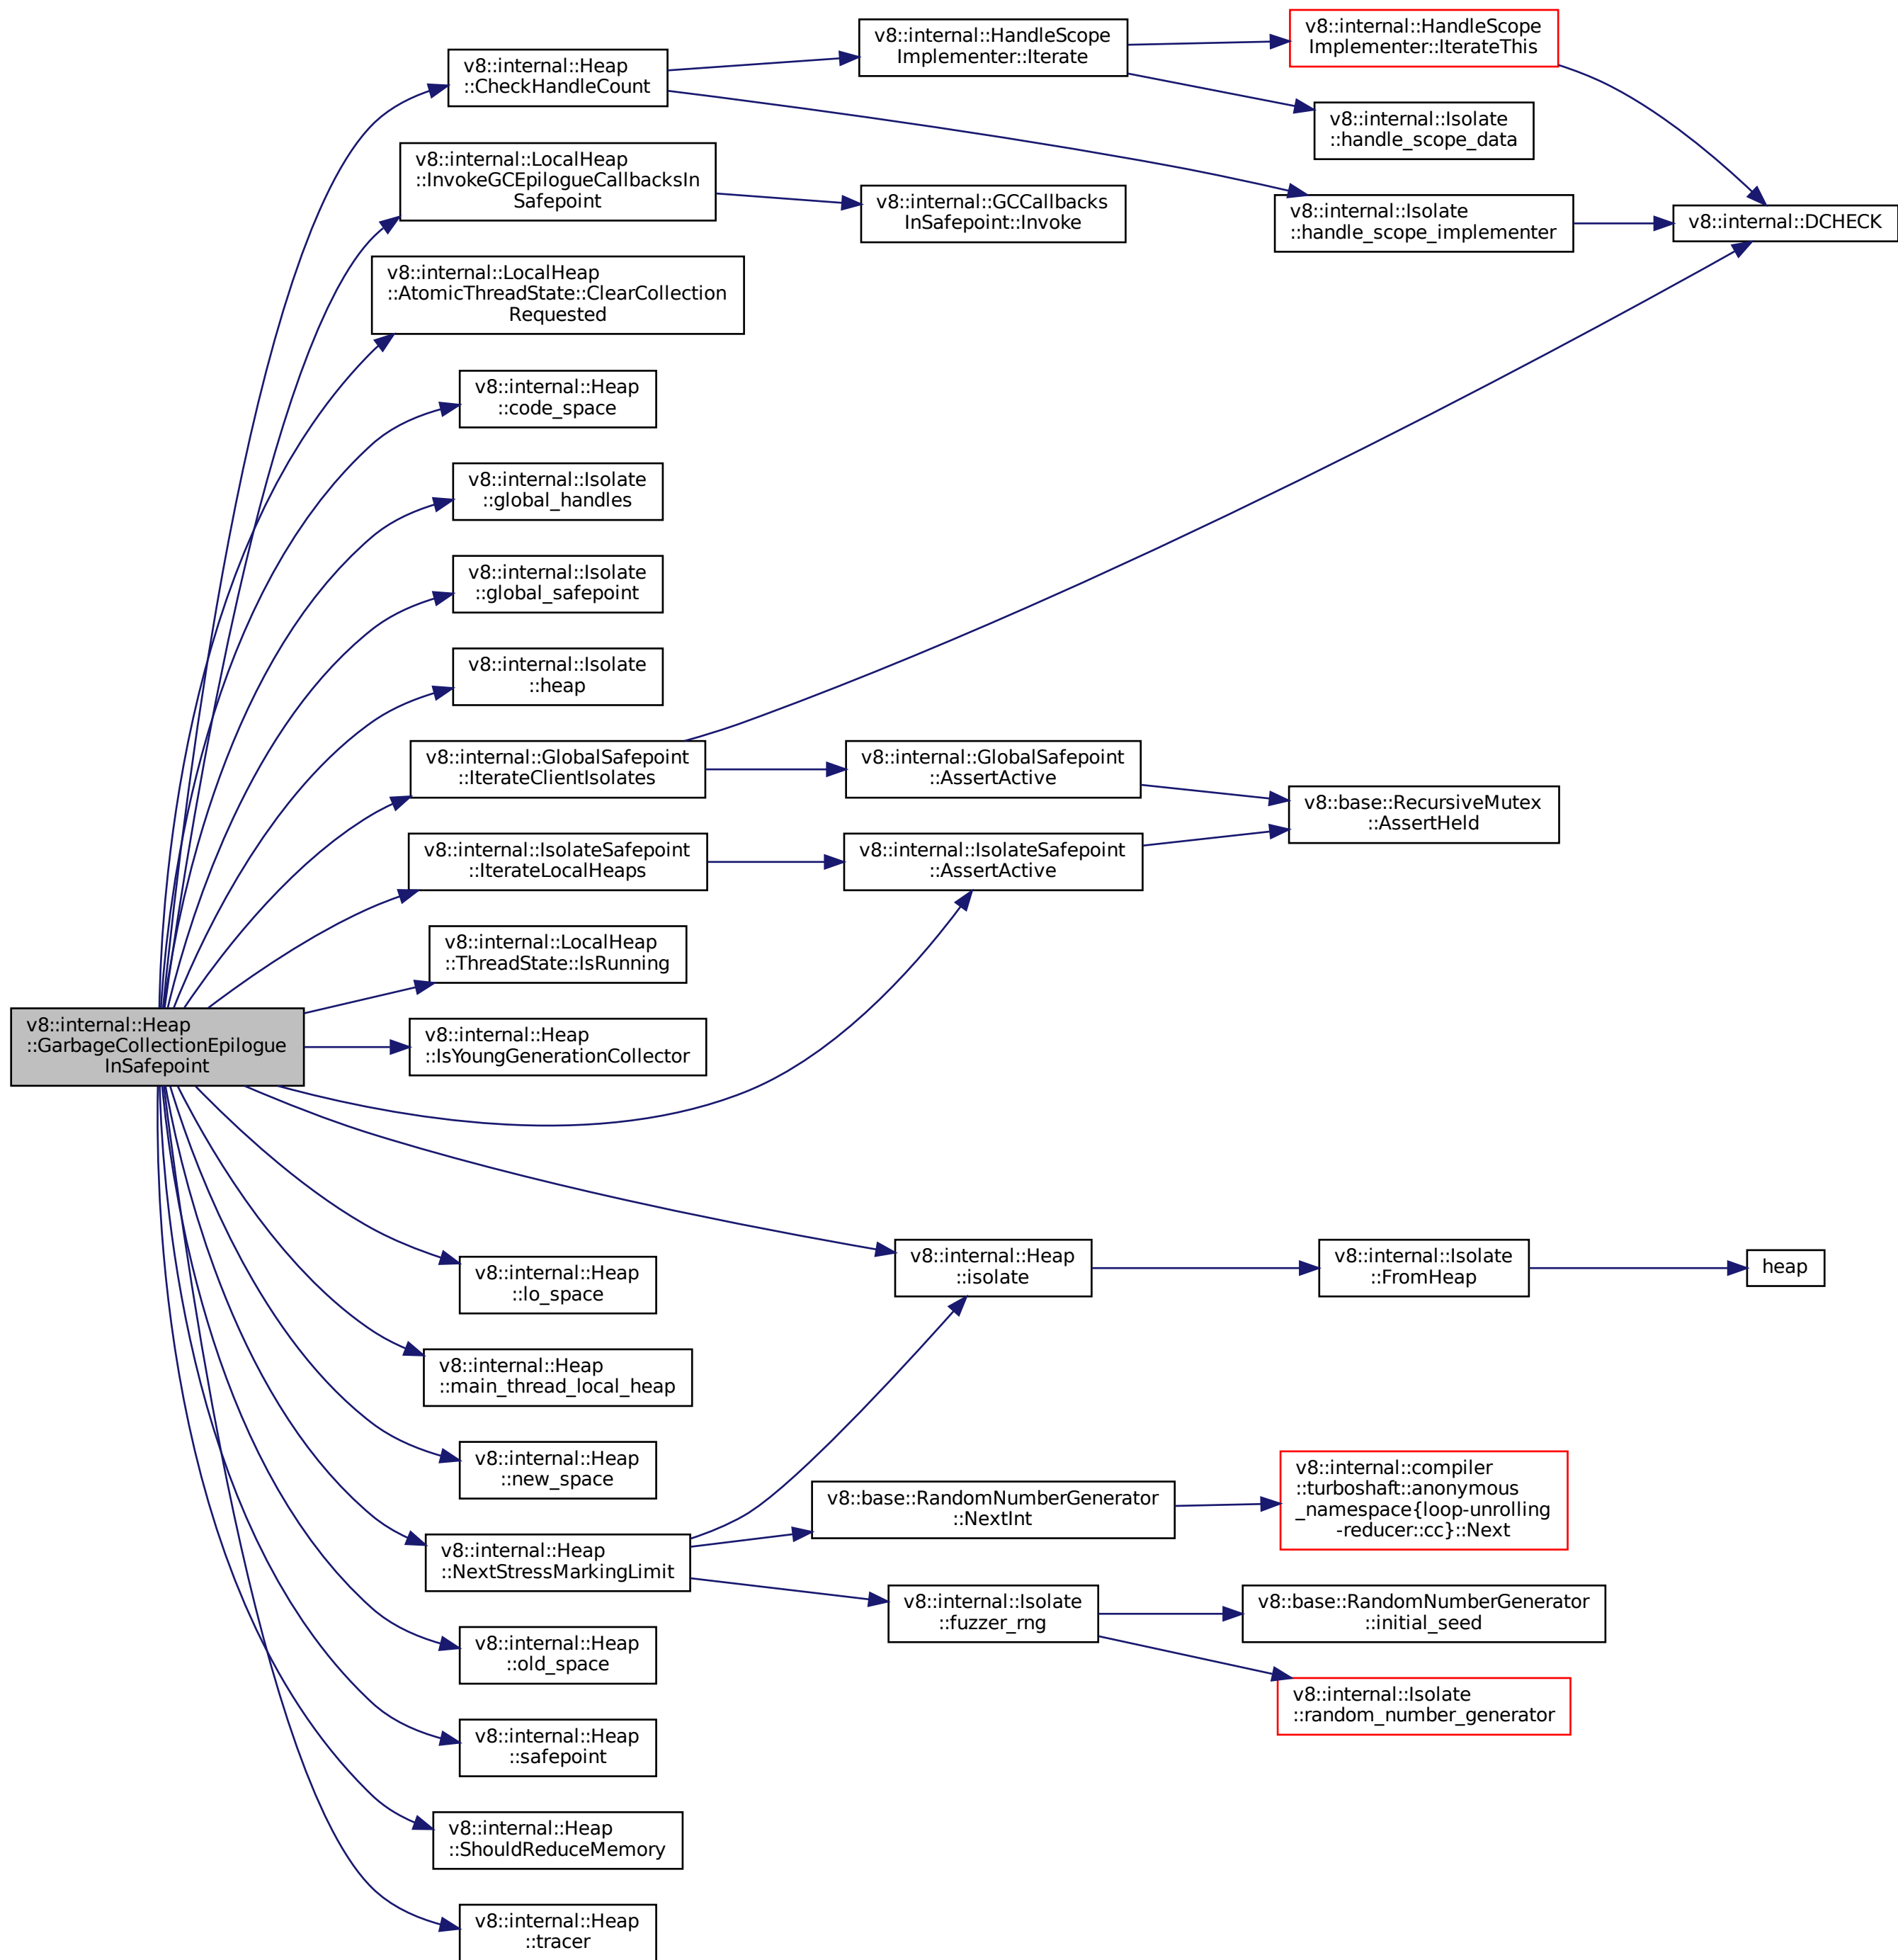 v8::internal::HandleScope
Implementer::IterateThis
v8::internal::HandleScope
Implementer::Iterate
v8::internal::Heap
::CheckHandleCount
v8::internal::Isolate
::handle_scope_data
v8::internal::LocalHeap
::InvokeGCEpilogueCallbacksIn
Safepoint
v8::internal::GCCallbacks
InSafepoint::Invoke
v8::internal::Isolate
::handle_scope_implementer
v8::internal::DCHECK
v8::internal::LocalHeap
::AtomicThreadState::ClearCollection
Requested
v8::internal::Heap
::code_space
v8::internal::Isolate
::global_handles
v8::internal::Isolate
::global_safepoint
v8::internal::Isolate
::heap
v8::internal::GlobalSafepoint
::IterateClientIsolates
v8::internal::GlobalSafepoint
::AssertActive
v8::base::RecursiveMutex
::AssertHeld
v8::internal::IsolateSafepoint
::IterateLocalHeaps
v8::internal::IsolateSafepoint
::AssertActive
v8::internal::LocalHeap
::ThreadState::IsRunning
v8::internal::Heap
::GarbageCollectionEpilogue
InSafepoint
v8::internal::Heap
::IsYoungGenerationCollector
v8::internal::Heap
::isolate
v8::internal::Isolate
::FromHeap
heap
v8::internal::Heap
::lo_space
v8::internal::Heap
::main_thread_local_heap
v8::internal::Heap
::new_space
v8::internal::compiler
::turboshaft::anonymous
_namespace{loop-unrolling
-reducer::cc}::Next
v8::base::RandomNumberGenerator
::NextInt
v8::internal::Heap
::NextStressMarkingLimit
v8::internal::Isolate
::fuzzer_rng
v8::base::RandomNumberGenerator
::initial_seed
v8::internal::Heap
::old_space
v8::internal::Isolate
::random_number_generator
v8::internal::Heap
::safepoint
v8::internal::Heap
::ShouldReduceMemory
v8::internal::Heap
::tracer